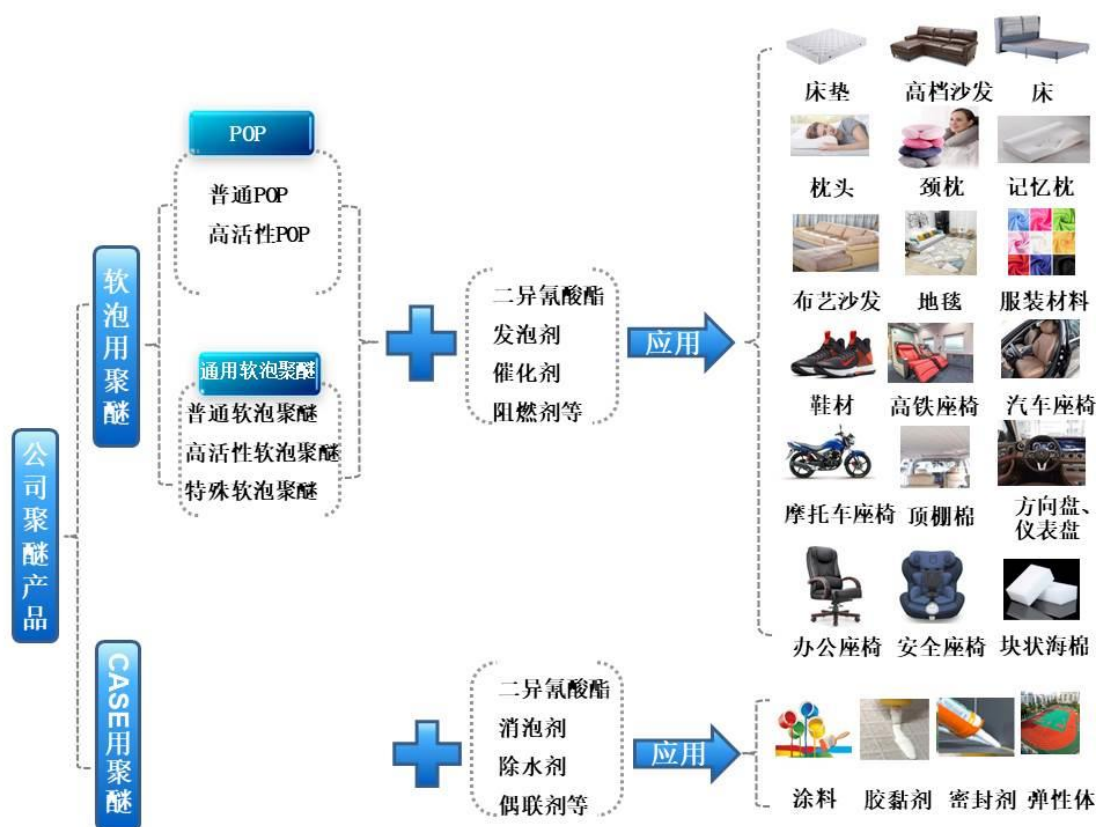 公司聚醚产品
软泡用聚醚
POP
普通POP
高活性POP
通用软泡聚醚
普通软泡聚醚
高活性软泡聚醚
特殊软泡聚醚
二异氰酸酯
发泡剂
催化剂
阻燃剂等
应用
床垫
高档沙发
床
枕头
颈枕
记忆枕
布艺沙发
地毯
服装材料
鞋材
高铁座椅
汽车座椅
摩托车座椅
顶棚棉
方向盘、
仪表盘
办公座椅
安全座椅
块状海棉
CASE用聚醚
二异氰酸酯
消泡剂
除水剂
偶联剂等
应用
涂料
胶黏剂
密封剂
弹性体